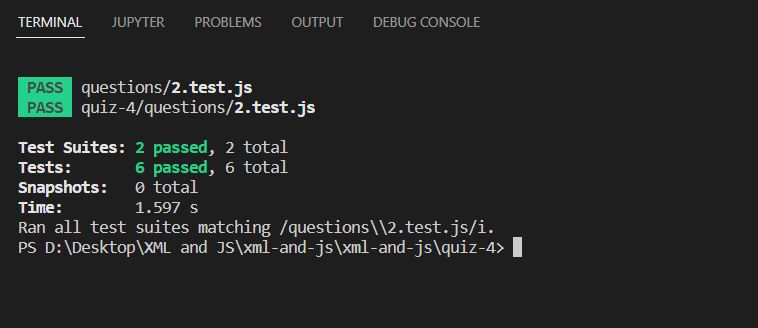 TERMINAL JUPYTER PROBLEMS OUTPUT DEBUG CONSOLE
PASS questions/2.test.js
PASS quiz-4/questions/2.test.js
Test Suites: 2 passed, 2 total
Tests: 6 passed, 6 total
Snapshots: 0 total
Time: 1.597 s
Ran all test suites matching /questions\\2.test.js/i.
PS D:\Desktop\XML and JS\xml-and-js\xml-and-js\quiz-4>